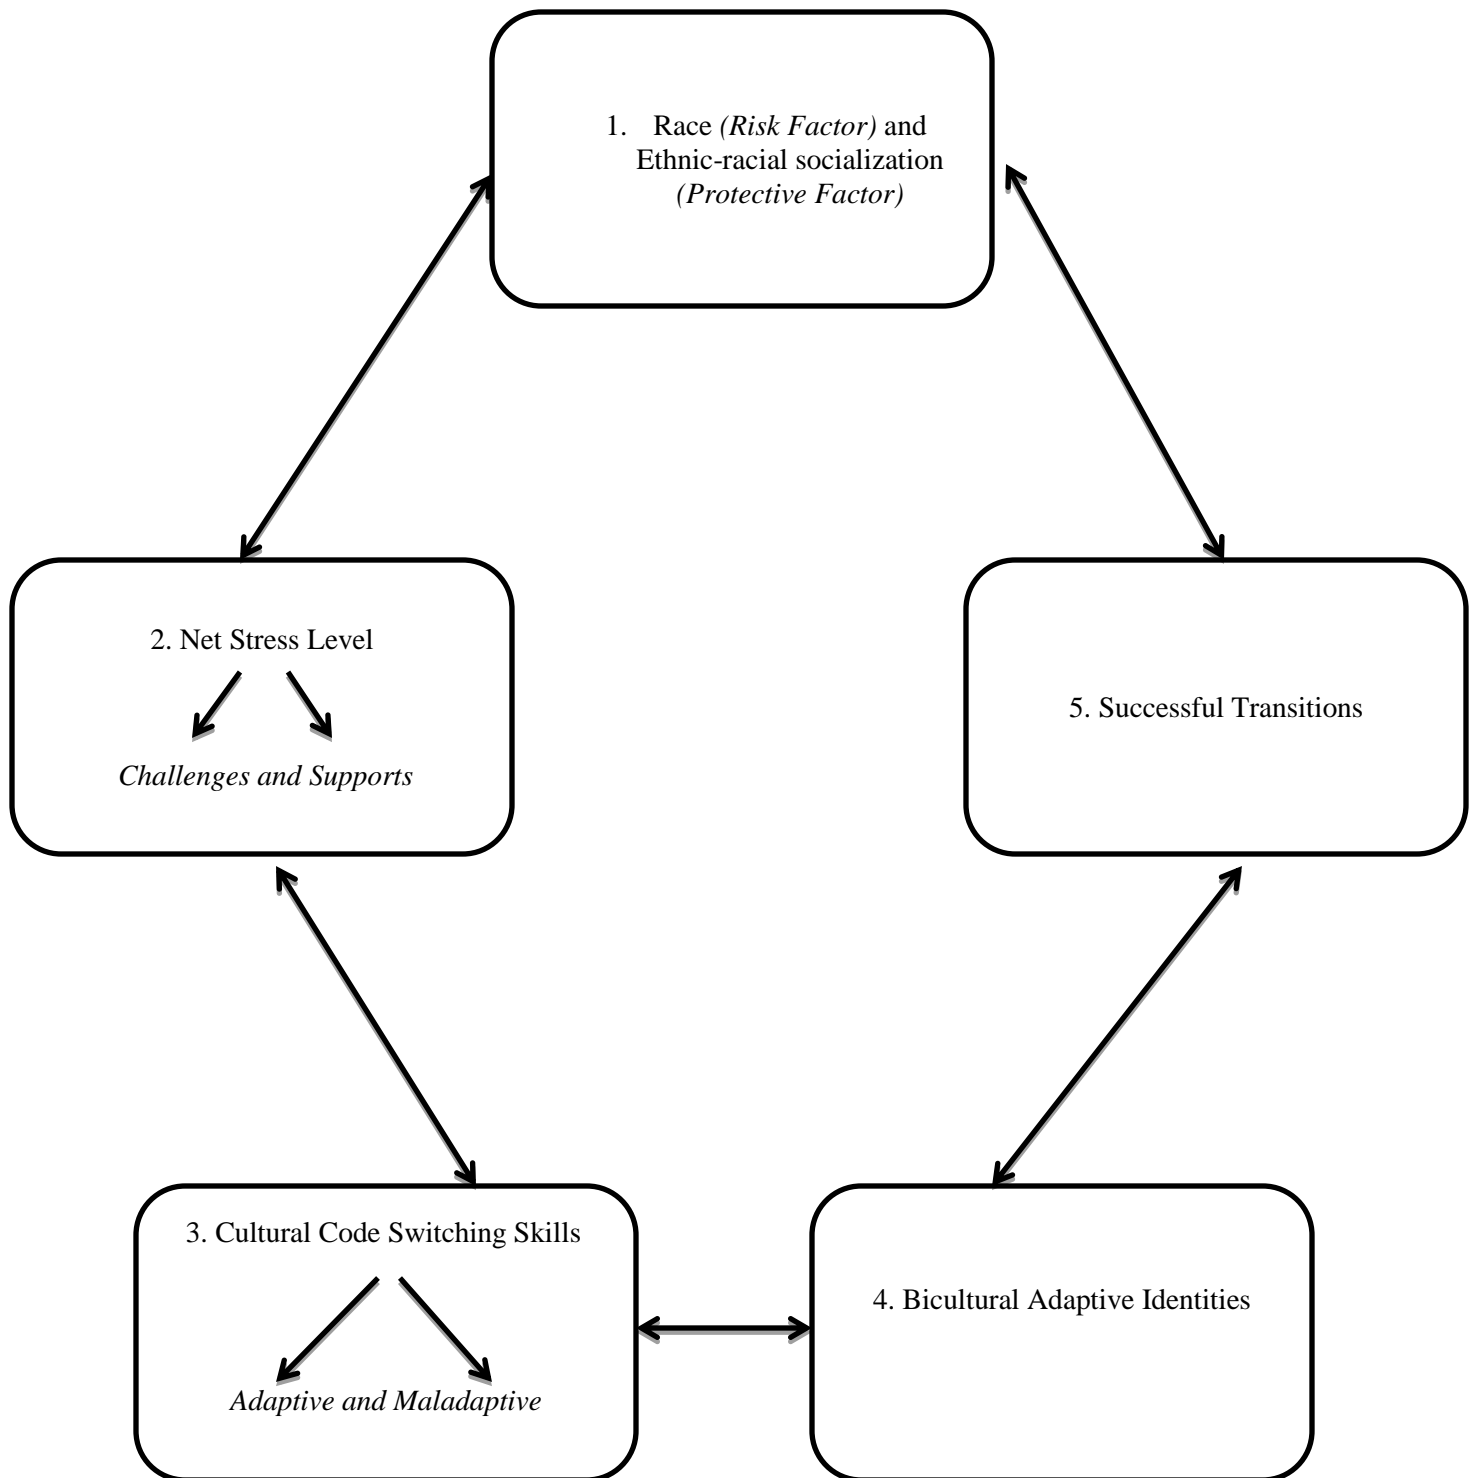 1. Race (Risk Factor) and
Ethnic-racial socialization
(Protective Factor)
2. Net Stress Level
Challenges and Supports
5. Successful Transitions
3. Cultural Code Switching Skills
Adaptive and Maladaptive
4. Bicultural Adaptive Identities